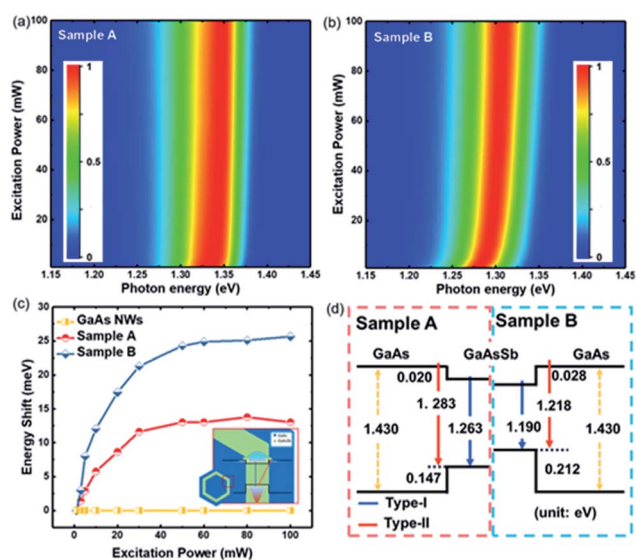 (a)
Sample A
Excitation Power (mW)
100
80
60
40
20
1
0.5
0
1.15 1.20 1.25 1.30 1.35 1.40 1.45
Photon energy (eV)
(b)
Sample B
Excitation Power (mW)
100
80
60
40
20
1
0.5
0
1.15 1.20 1.25 1.30 1.35 1.40 1.45
Photon energy (eV)
(c)
GaAs NWs
Sample A
Sample B
Energy Shift (meV)
30
25
20
15
10
5
0
0 20 40 60 80 100
Excitation Power (mW)
(d)
Sample A Sample B
GaAs GaAsSb GaAs
0.020 0.028
1.283 1.218
1.430 1.263 1.190 1.430
0.147 0.212
Type-I
Type-II
(unit: eV)